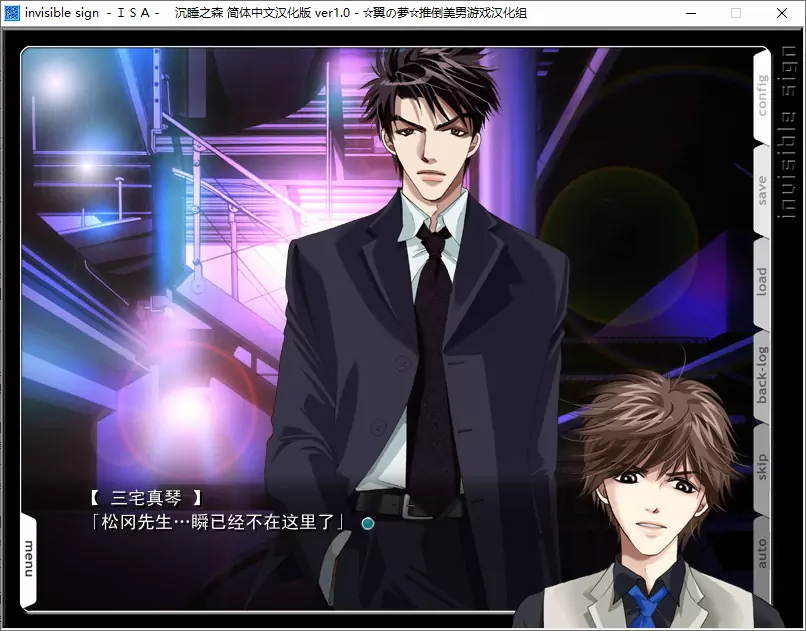 invisible sign －ＩＳＡ－　沉睡之森 简体中文汉化版 ver1.0 - ☆翼の夢☆推倒美男游戏汉化组
invisible sign
config
save
load
back-log
skip
auto
【 三宅真琴 】
「松冈先生…瞬已经不在这里了」
menu